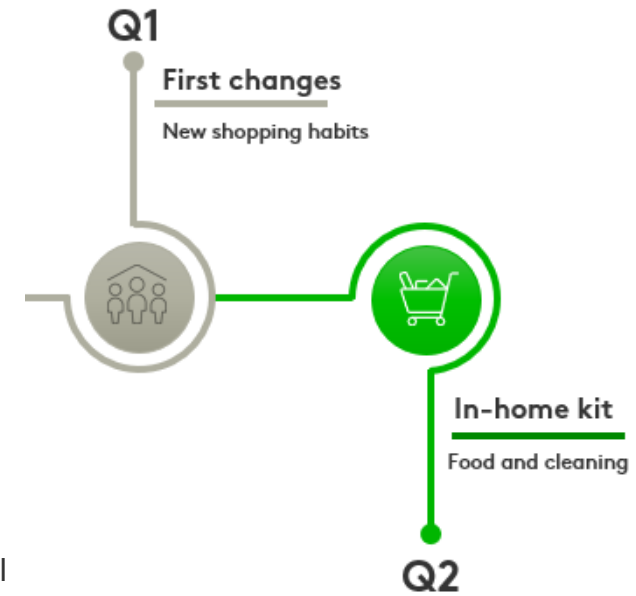 Q1
First changes
New shopping habits
In-home kit
Food and cleaning
Q2